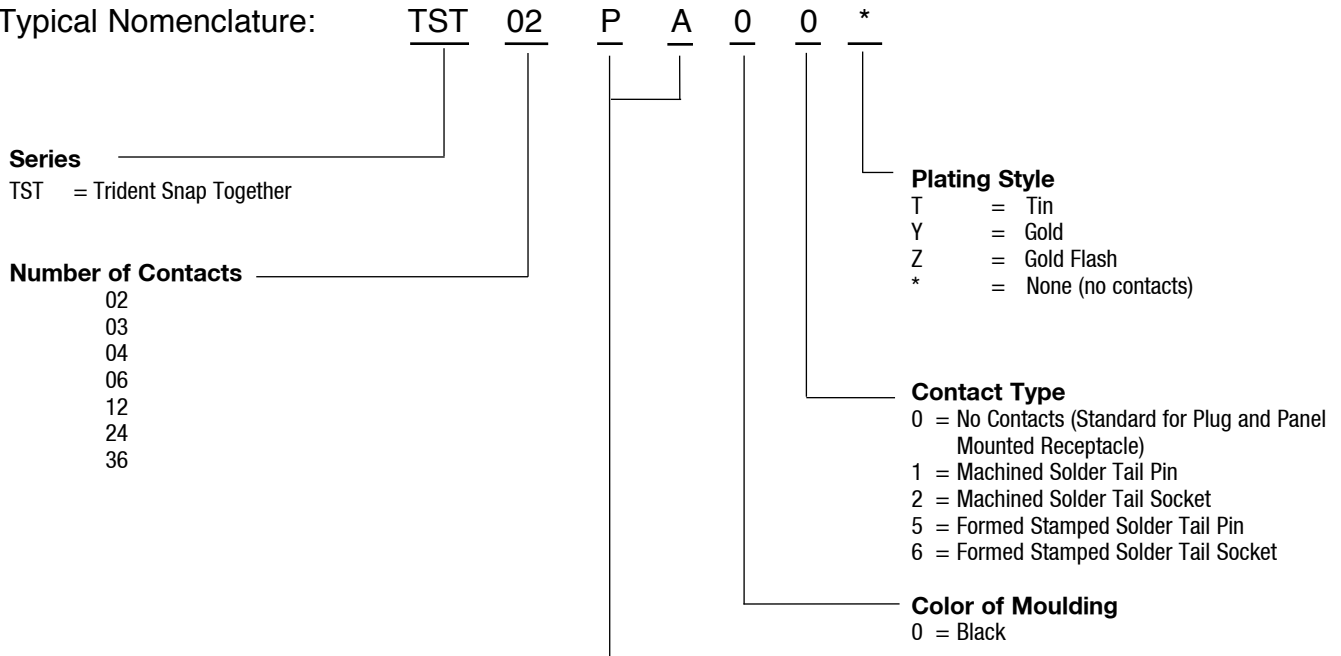 Typical Nomenclature: TST 02 P A 0 0 *
Series
TST = Trident Snap Together
Number of Contacts
02
03
04
06
12
24
36
Plating Style
T = Tin
Y = Gold
Z = Gold Flash
* = None (no contacts)
Contact Type
0 = No Contacts (Standard for Plug and Panel
Mounted Receptacle)
1 = Machined Solder Tail Pin
2 = Machined Solder Tail Socket
5 = Formed Stamped Solder Tail Pin
6 = Formed Stamped Solder Tail Socket
Color of Moulding
0 = Black